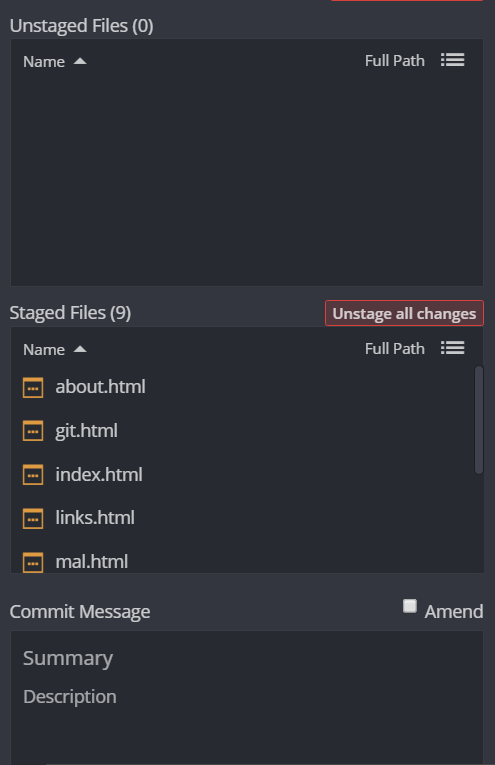 Unstaged Files (0)
Name Full Path
Staged Files (9) Unstage all changes
Name Full Path
about.html
git.html
index.html
links.html
mal.html
Commit Message Amend
Summary
Description